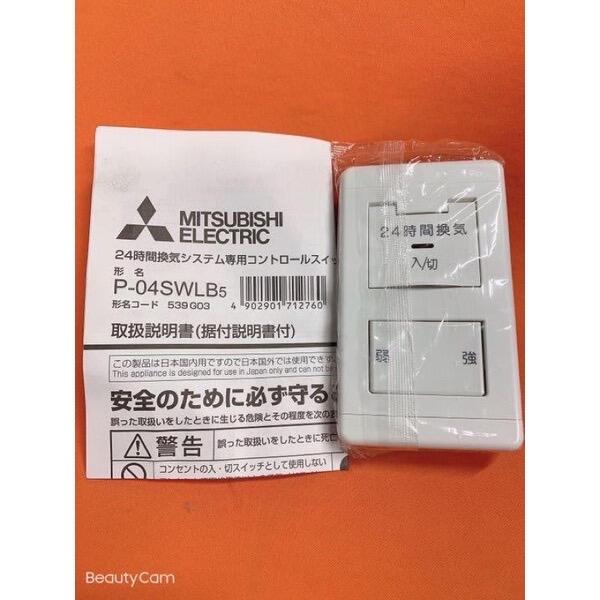 MITSUBISHI
ELECTRIC
24時間換気システム専用コントロールスイッ
形 名
P-04SWLB5
形名コード 539G03
4 902901 712760
取扱説明書(据付説明書付)
この製品は日本国内用ですので日本国外では使用できず
This appliance is designed for use in Japan only and can not be
安全のために必ず守る
誤った取扱いをしたときに生じる危険とその程度を次の
警告
誤った取扱いをしたときに死亡
コンセントの入・切スイッチとして使用しない
24時間換気
入/切
弱 強
BeautyCam